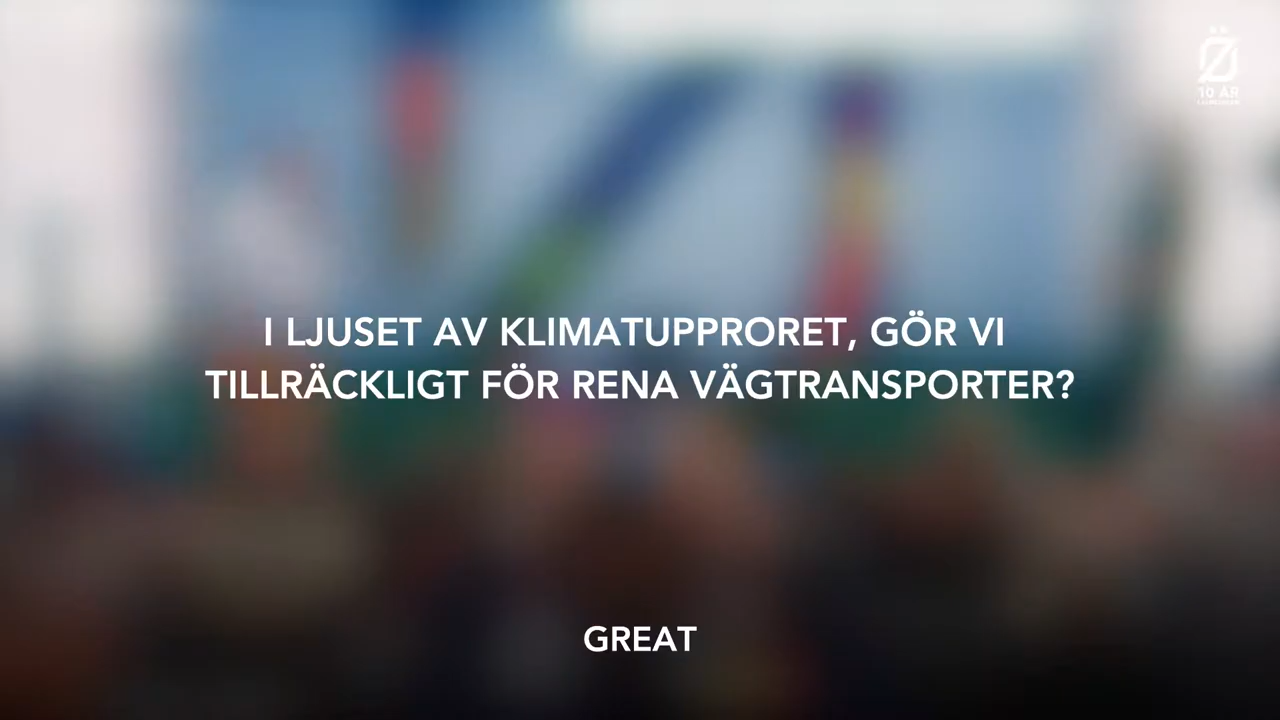 10 ÅR
I LJUSET AV KLIMATUPPRORET, GÖR VI
TILLRÄCKLIGT FÖR RENA VÄGTRANSPORTER?
GREAT